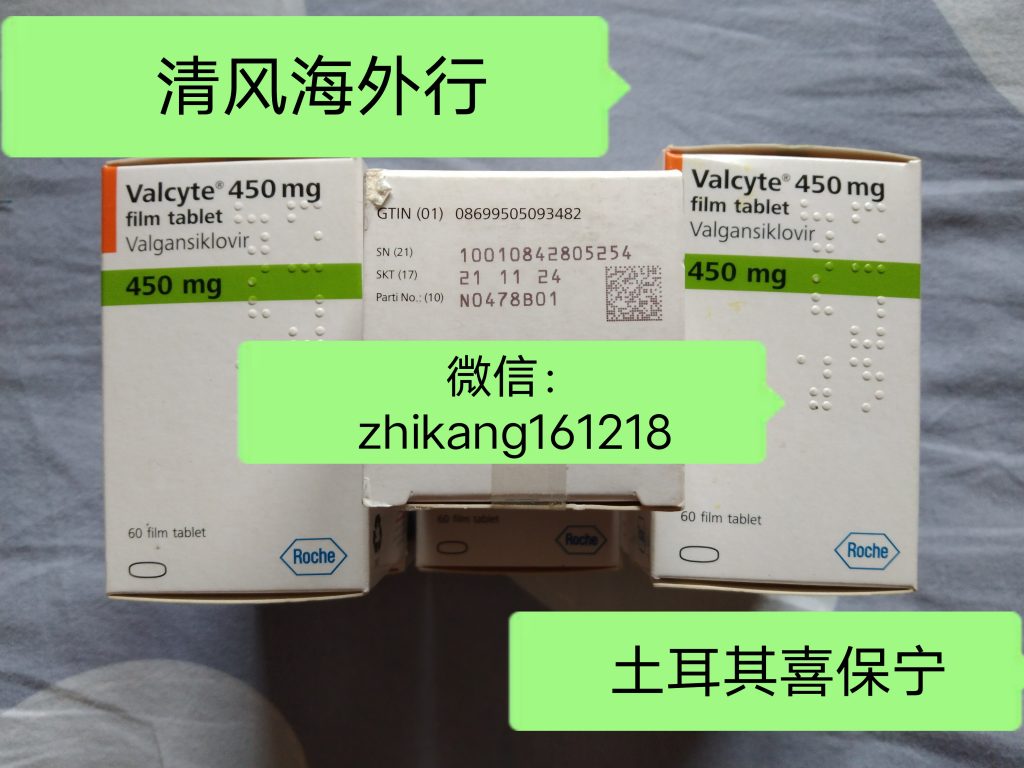 清风海外行
Valcyte® 450 mg
film tablet
Valgansiklovir
450 mg
60 film tablet
Roche
GTIN (01) 08699505093482
SN (21) 10010842805254
SKT (17) 21 11 24
Parti No.: (10) N0478B01
微信：
zhikang161218
60 film tablet
Roche
Valcyte® 450 mg
film tablet
Valgansiklovir
450 mg
60 film tablet
Roche
土耳其喜保宁